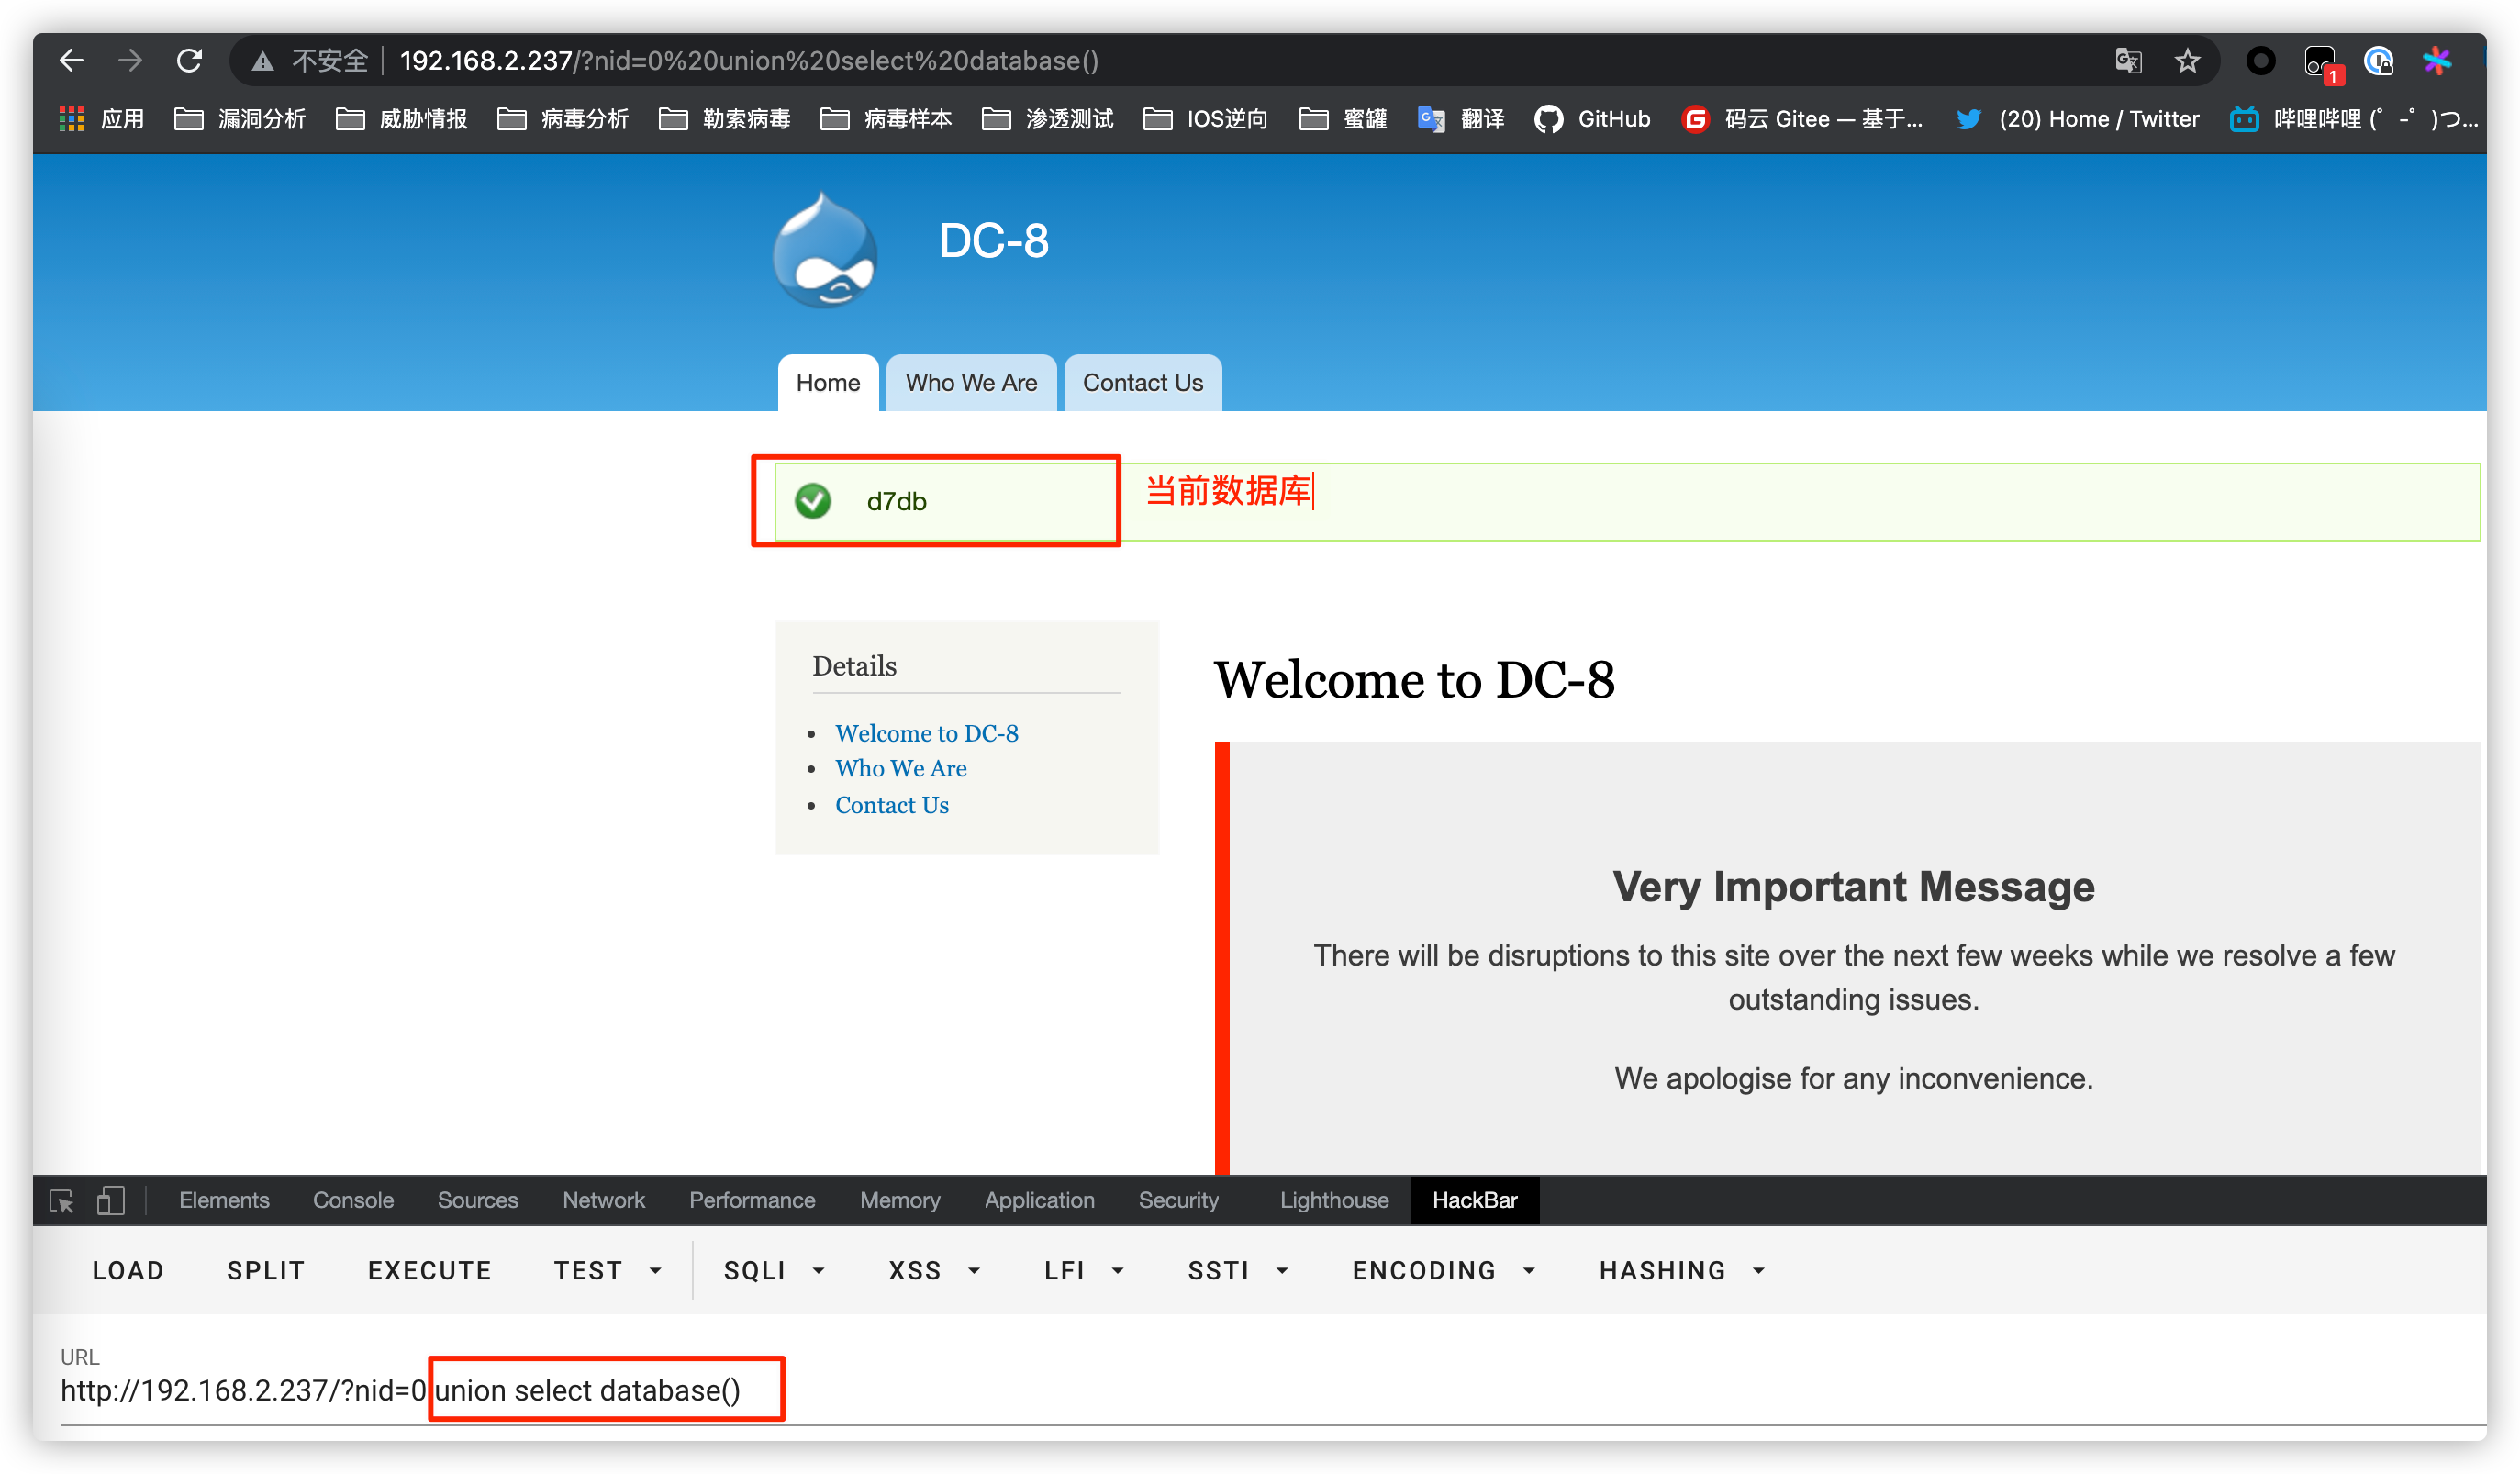 不安全 192.168.2.237/?nid=0%20union%20select%20database()
1
应用 漏洞分析 威胁情报 病毒分析 勒索病毒 病毒样本 渗透测试 IOS逆向 蜜罐 翻译 GitHub 码云 Gitee — 基于... (20) Home / Twitter 哔哩哔哩 (゜-゜)つ...
DC-8
Home Who We Are Contact Us
d7db 当前数据库
Details
Welcome to DC-8
Who We Are
Contact Us
Welcome to DC-8
Very Important Message
There will be disruptions to this site over the next few weeks while we resolve a few
outstanding issues.
We apologise for any inconvenience.
Elements Console Sources Network Performance Memory Application Security Lighthouse HackBar
LOAD SPLIT EXECUTE TEST SQLI XSS LFI SSTI ENCODING HASHING
URL
http://192.168.2.237/?nid=0 union select database()